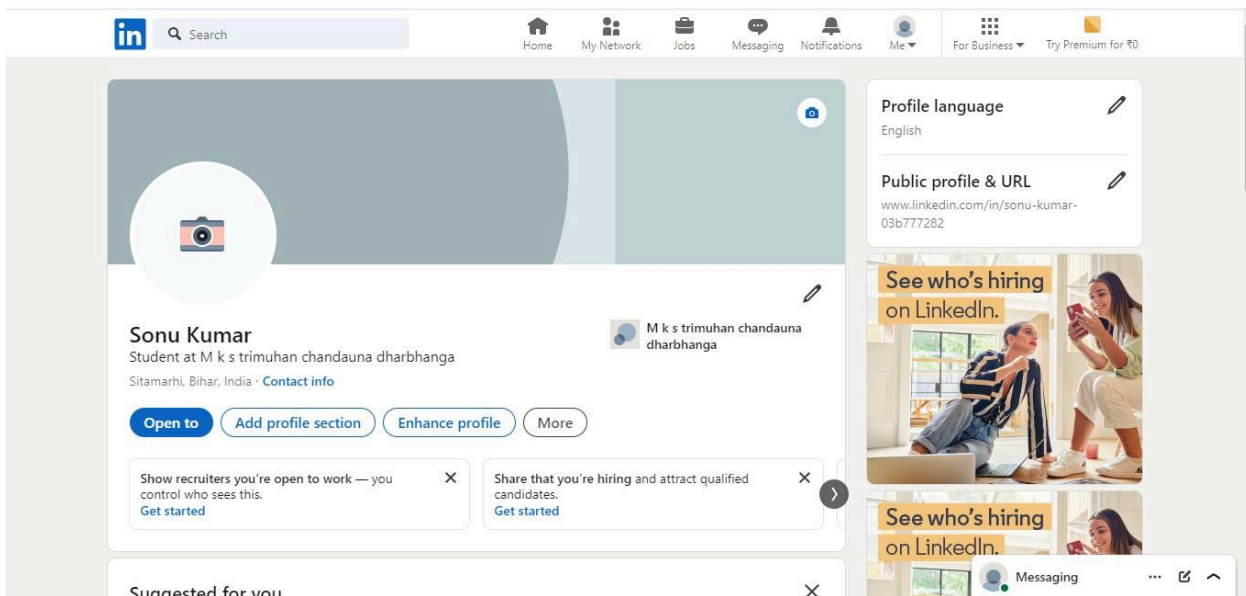 in
Search
Home
My Network
Jobs
Messaging
Notifications
Me
For Business
Try Premium for ₹0
Sonu Kumar
Student at M k s trimuhan chandauna dharbhanga
Sitamarhi, Bihar, India · Contact info
M k s trimuhan chandauna
dharbhanga
Open to
Add profile section
Enhance profile
More
Show recruiters you're open to work — you
control who sees this.
Get started
Share that you're hiring and attract qualified
candidates.
Get started
Suggested for you
Profile language
English
Public profile & URL
www.linkedin.com/in/sonu-kumar-
03b777282
See who's hiring
on LinkedIn.
See who's hiring
on LinkedIn.
Messaging